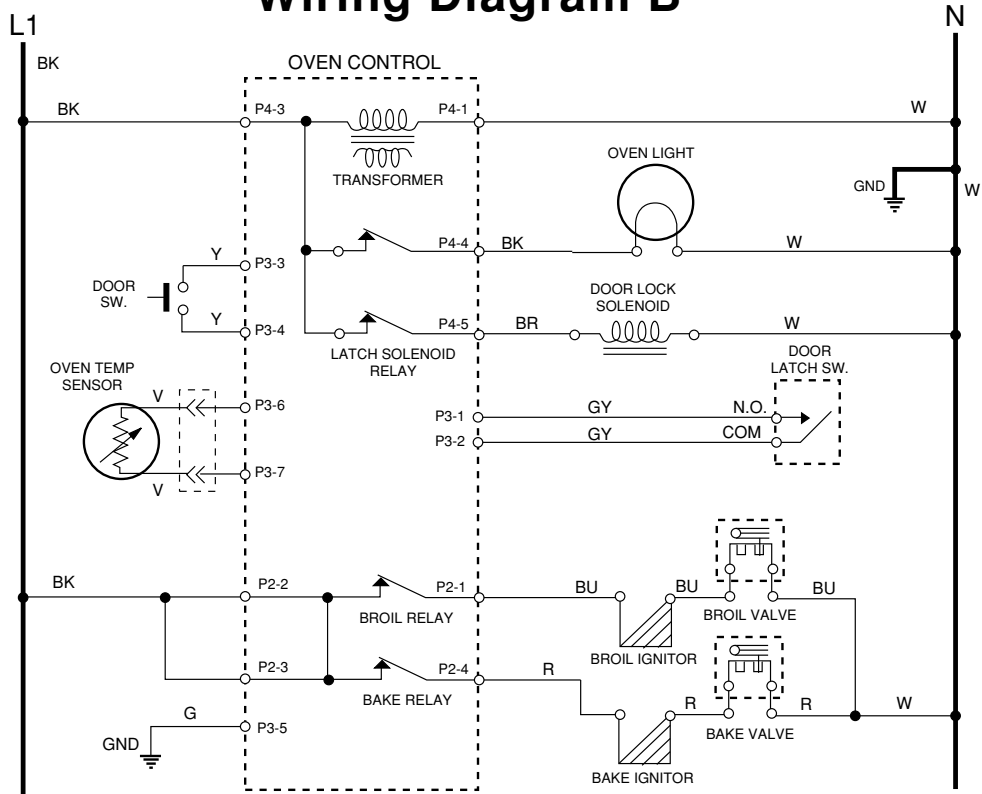 Wiring Diagram B
L1
N
BK
OVEN CONTROL
BK
P4-3
P4-1
W
TRANSFORMER
OVEN LIGHT
GND
W
P4-4
BK
W
Y
P3-3
DOOR
SW.
Y
P3-4
DOOR LOCK
SOLENOID
P4-5
BR
W
LATCH SOLENOID
RELAY
DOOR
LATCH SW.
OVEN TEMP
SENSOR
V
P3-6
P3-1
GY
N.O.
P3-2
GY
COM
P3-7
V
BK
P2-2
P2-1
BU
BU
BU
BROIL RELAY
BROIL VALVE
BROIL IGNITOR
P2-3
P2-4
R
BAKE RELAY
R
R
W
G
P3-5
BAKE VALVE
GND
BAKE IGNITOR